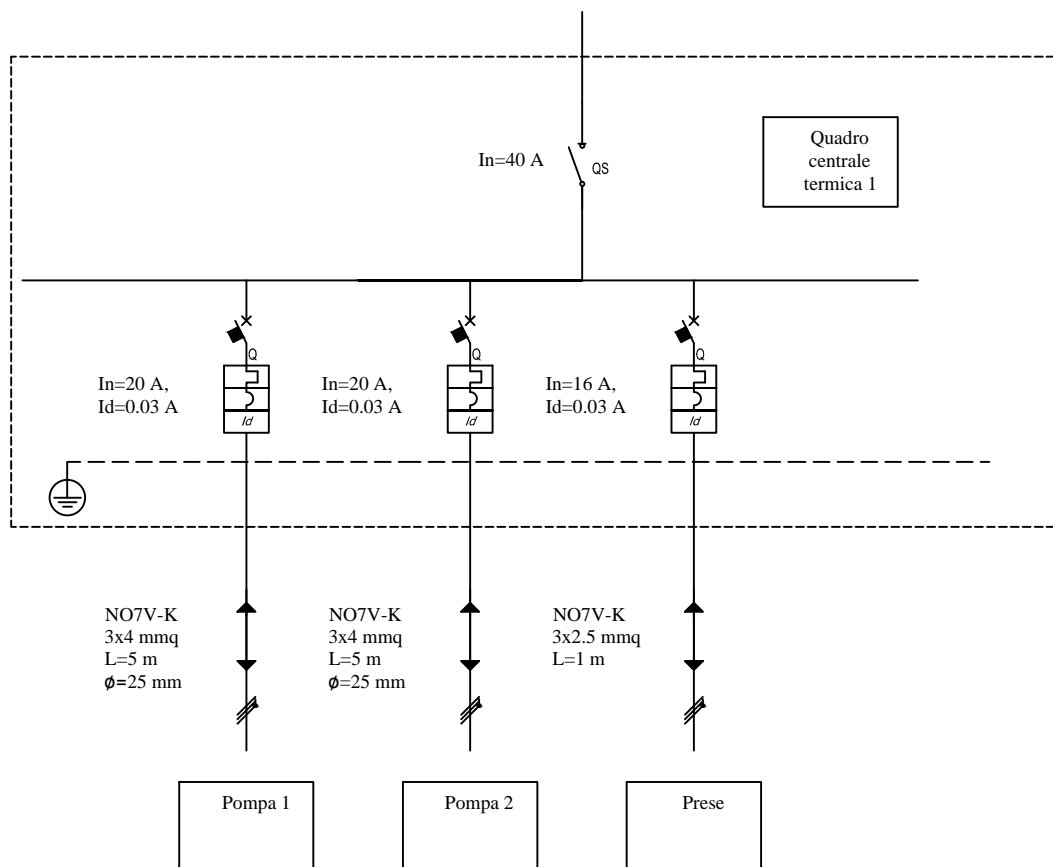 Quadro
centrale
termica 1
In=40 A
QS
Q
Q
Q
In=20 A,
Id=0.03 A
In=20 A,
Id=0.03 A
In=16 A,
Id=0.03 A
Id
Id
Id
NO7V-K
3x4 mmq
L=5 m
ϕ=25 mm
NO7V-K
3x4 mmq
L=5 m
ϕ=25 mm
NO7V-K
3x2.5 mmq
L=1 m
Pompa 1
Pompa 2
Prese